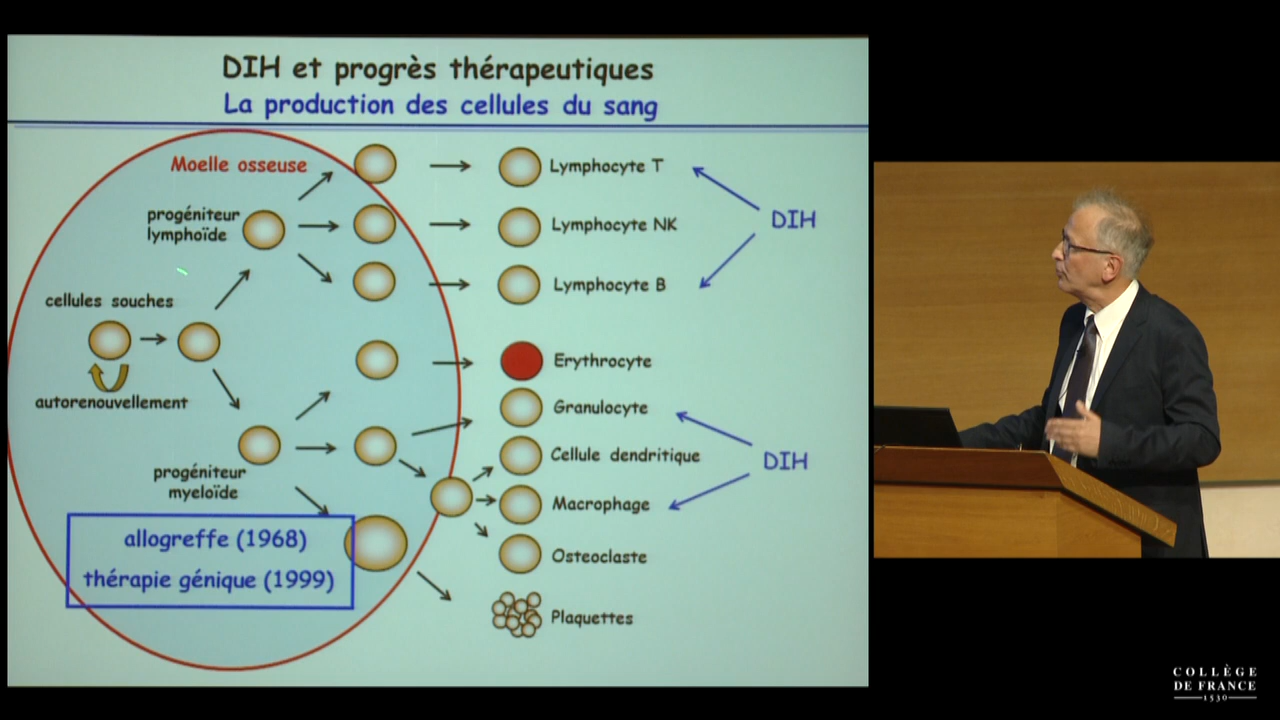 DIH et progrès thérapeutiques
La production des cellules du sang
Moelle osseuse
Lymphocyte T
progéniteur
lymphoïde
Lymphocyte NK
DIH
Lymphocyte B
cellules souches
Erythrocyte
autorenouvellement
Granulocyte
Cellule dendritique
DIH
progéniteur
myeloïde
Macrophage
allogreffe (1968)
thérapie génique (1999)
Osteoclaste
Plaquettes
COLLÈGE
DE FRANCE
1530